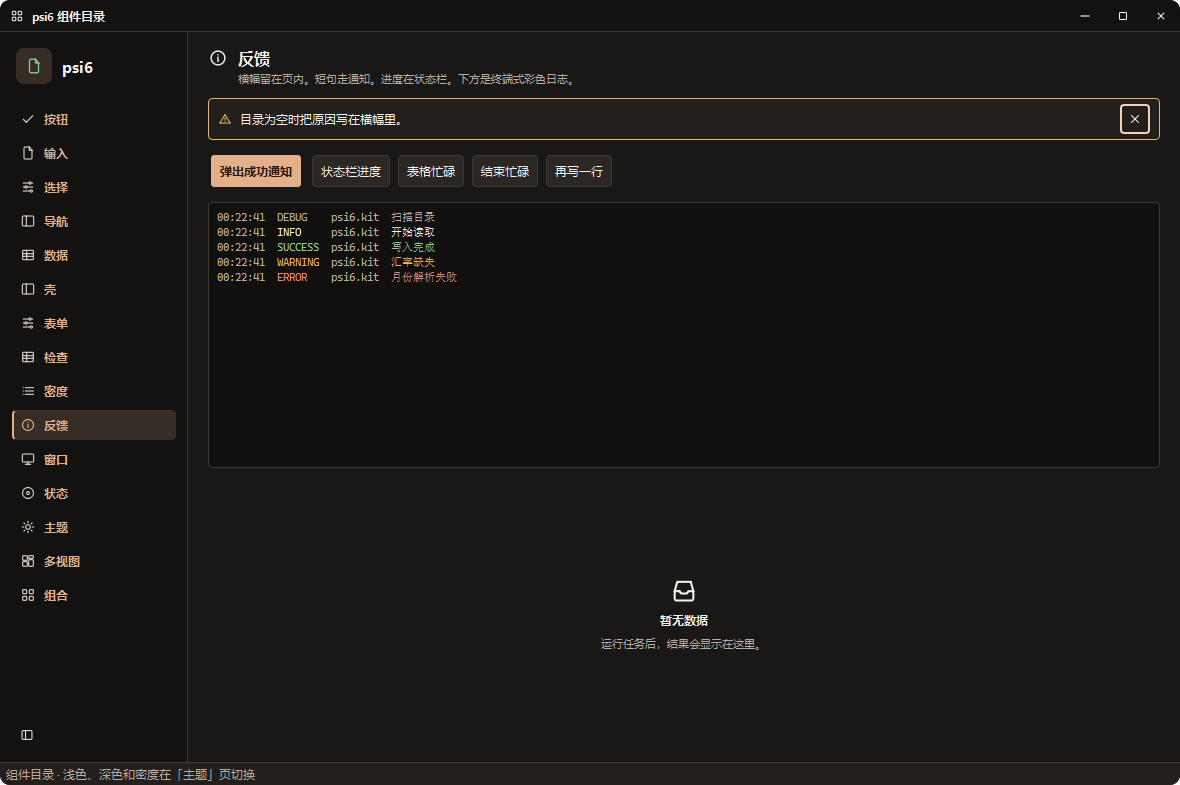 psi6 组件目录
psi6
按钮
输入
选择
导航
数据
壳
表单
检查
密度
反馈
窗口
状态
主题
多视图
组合
反馈
横幅留在页内。短句走通知。进度在状态栏。下方是终端式彩色日志。
目录为空时把原因写在横幅里。
弹出成功通知 状态栏进度 表格忙碌 结束忙碌 再写一行
00:22:41 DEBUG psi6.kit 扫描目录
00:22:41 INFO psi6.kit 开始读取
00:22:41 SUCCESS psi6.kit 写入完成
00:22:41 WARNING psi6.kit 汇率缺失
00:22:41 ERROR psi6.kit 月份解析失败
暂无数据
运行任务后，结果会显示在这里。
组件目录 · 浅色、深色和密度在「主题」页切换